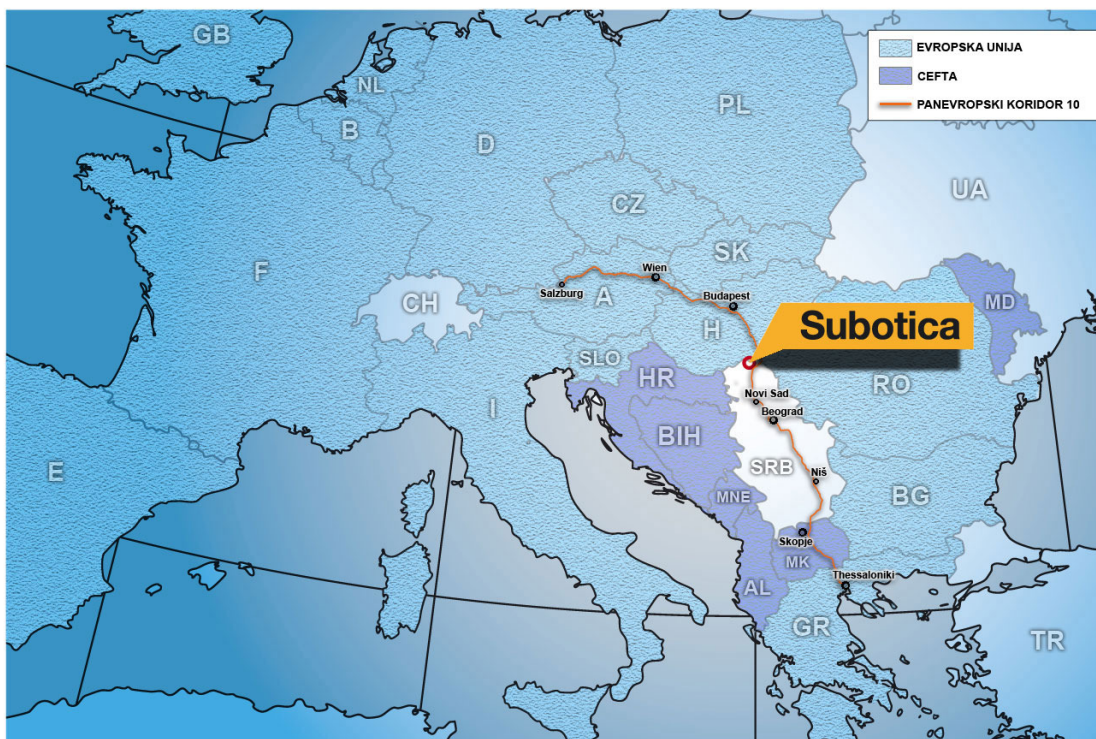 GB
EVROPSKA UNIJA
CEFTA
PANEVROPSKI KORIDOR 10
NL
B
D
PL
UA
CZ
SK
F
Wien
Salzburg
A
Budapest
CH
H
MD
Subotica
SLO
HR
RO
Novi Sad
Beograd
I
BIH
E
SRB
Niš
MNE
BG
Skopje
MK
Thessaloniki
AL
GR
TR